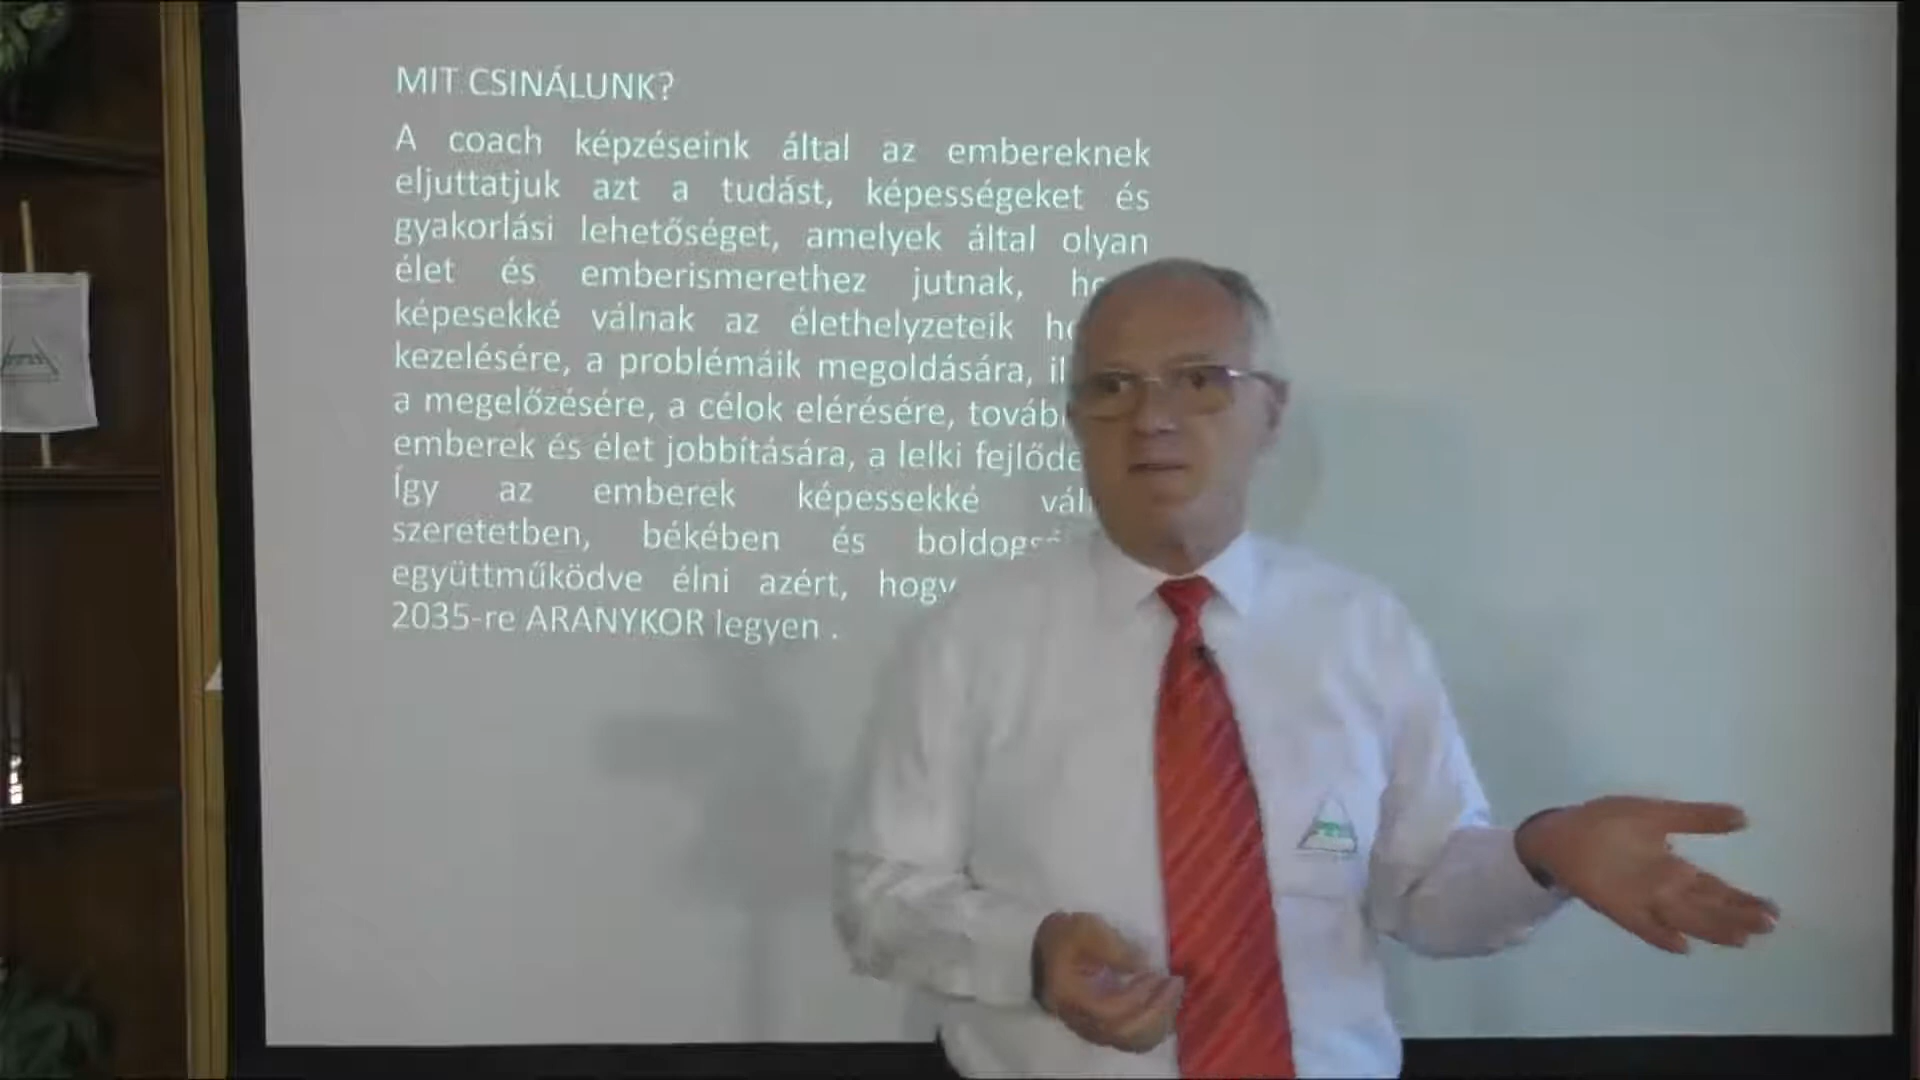 MIT CSINÁLUNK?
A coach képzéseink által az embereknek
eljuttatjuk azt a tudást, képességeket és
gyakorlási lehetőséget, amelyek által olyan
élet és emberismerethez jutnak,
képesekké válnak az élethelyzeteik
kezelésére, a problémáik megoldására,
a megelőzésére, a célok elérésére,
emberek és élet jobbítására, a lelki
Így az emberek képessekké
szeretetben, békében és
együttműködve élni azért, hogy
2035-re ARANYKOR legyen .